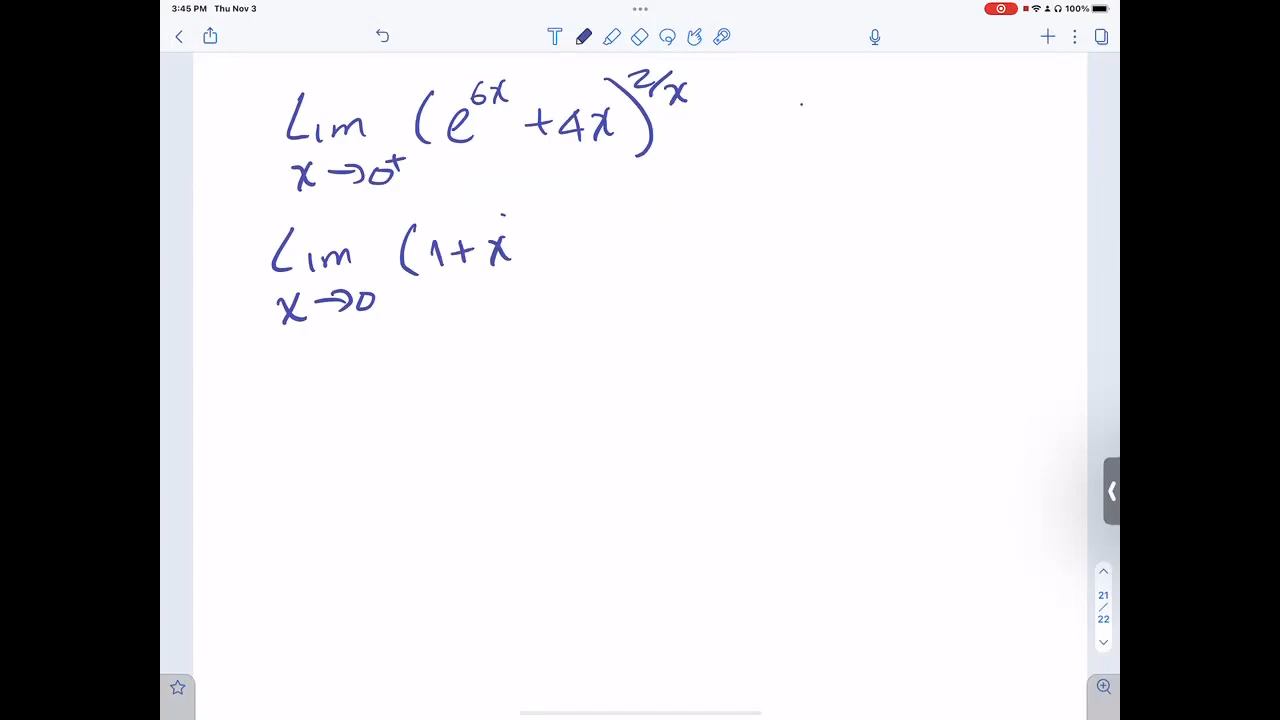 3:45 PM Thu Nov 3
100%
T
Lim (e^{6x} + 4x)^{2/x}
x → 0⁺
Lim (1 + x
x → 0
21
/
22